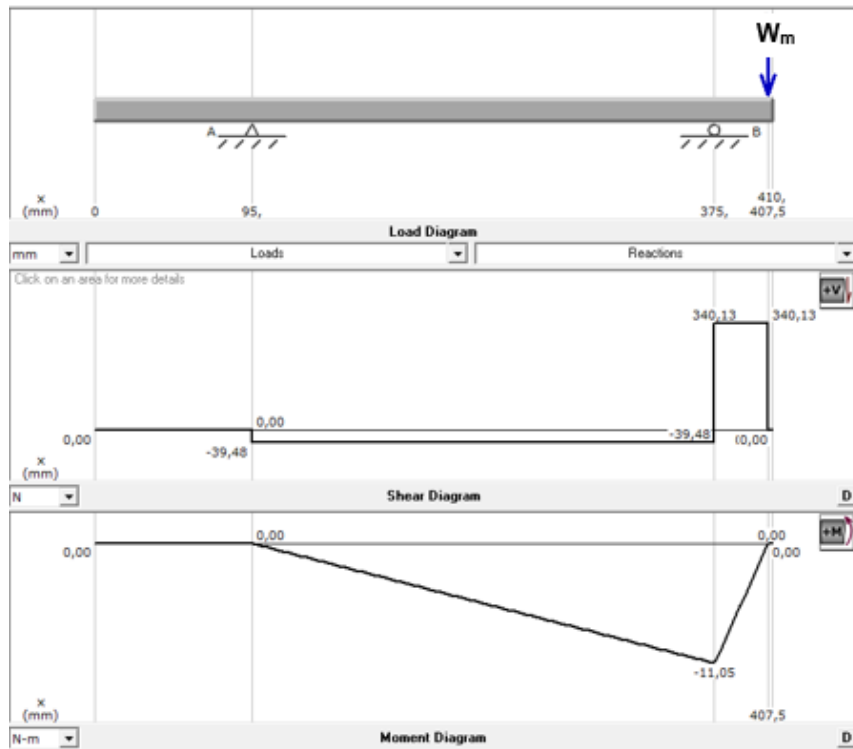 Wm
A
B
x
(mm)
0
95,
375,
410,
407,5
Load Diagram
mm
Loads
Reactions
Click on an area for more details
+V
340,13
340,13
0,00
0,00
-39,48
-39,48
(0,00
x
(mm)
N
Shear Diagram
D
+M
0,00
0,00
0,00
0,00
-11,05
x
(mm)
407,5
N-m
Moment Diagram
D